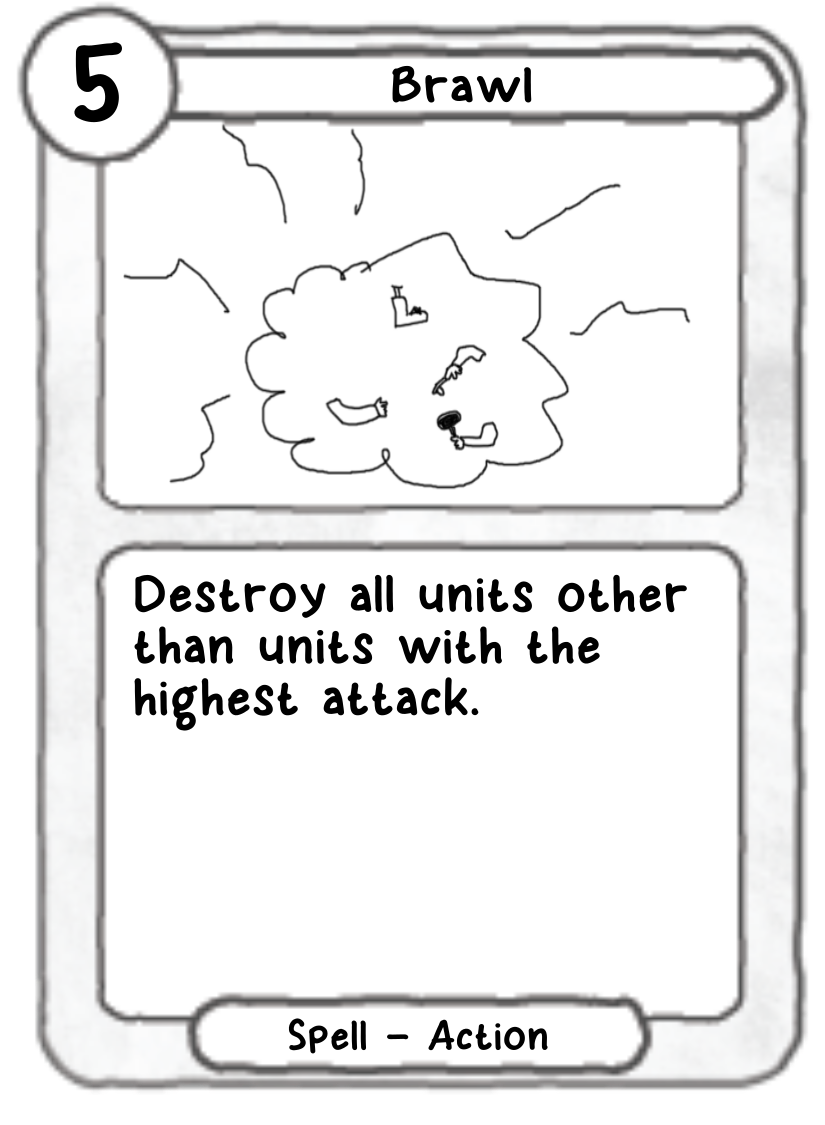 5
Brawl
Destroy all units other
than units with the
highest attack.
Spell - Action